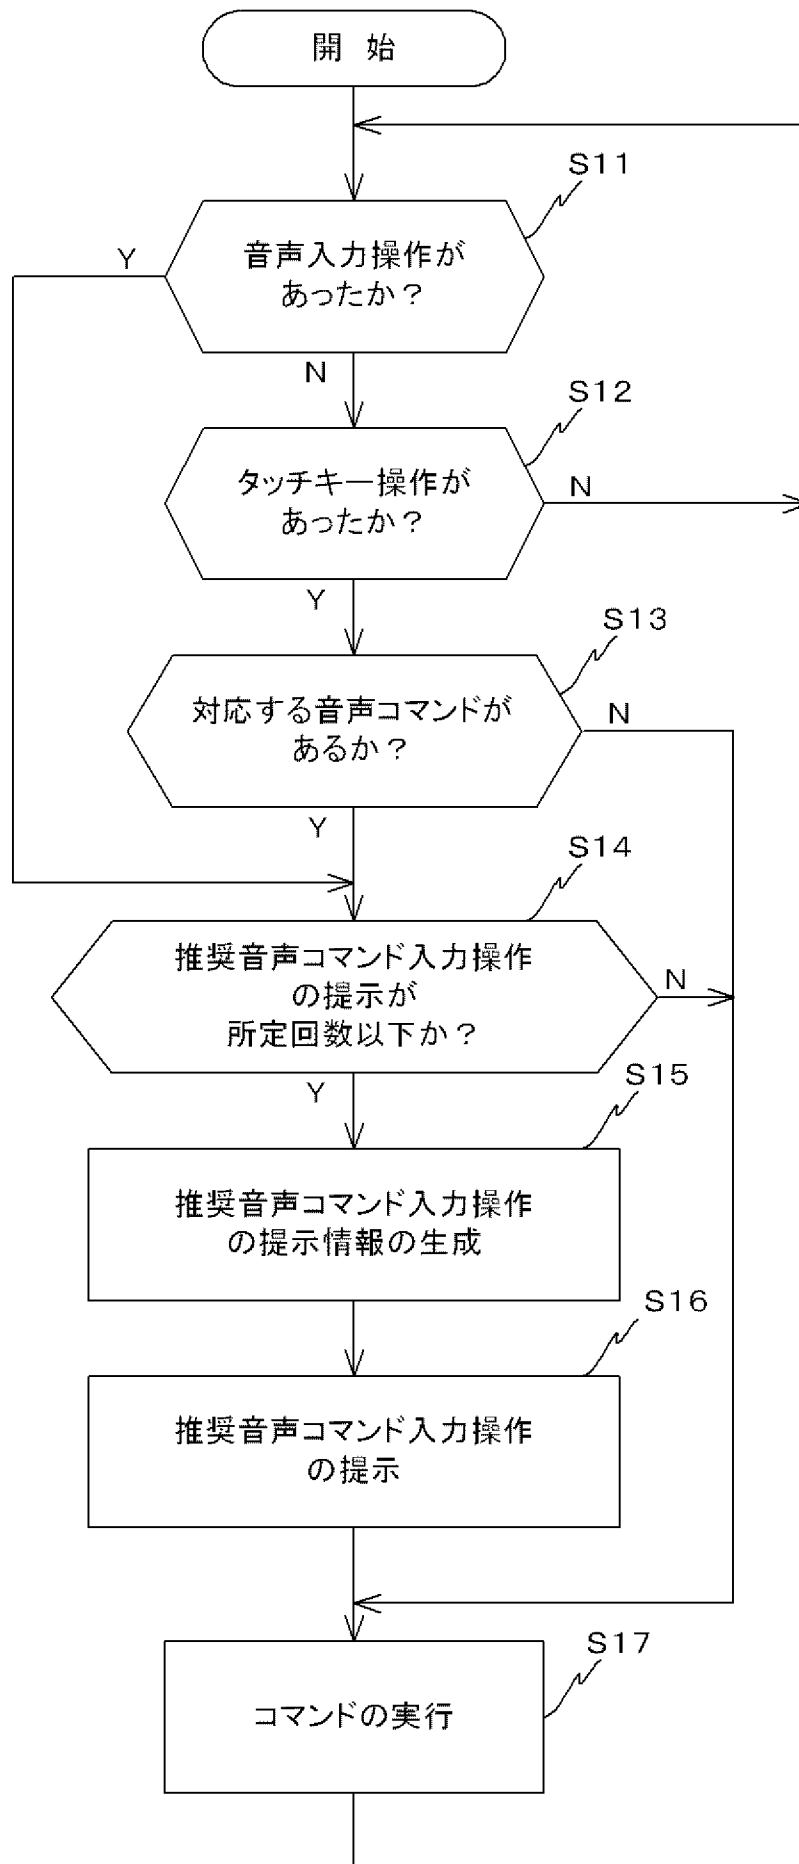 開 始
S11
音声入力操作が
あったか?
Y
N
S12
タッチキー操作が
あったか?
N
Y
S13
対応する音声コマンドが
あるか?
N
Y
S14
推奨音声コマンド入力操作
の提示が
所定回数以下か?
N
Y
S15
推奨音声コマンド入力操作
の提示情報の生成
S16
推奨音声コマンド入力操作
の提示
S17
コマンドの実行